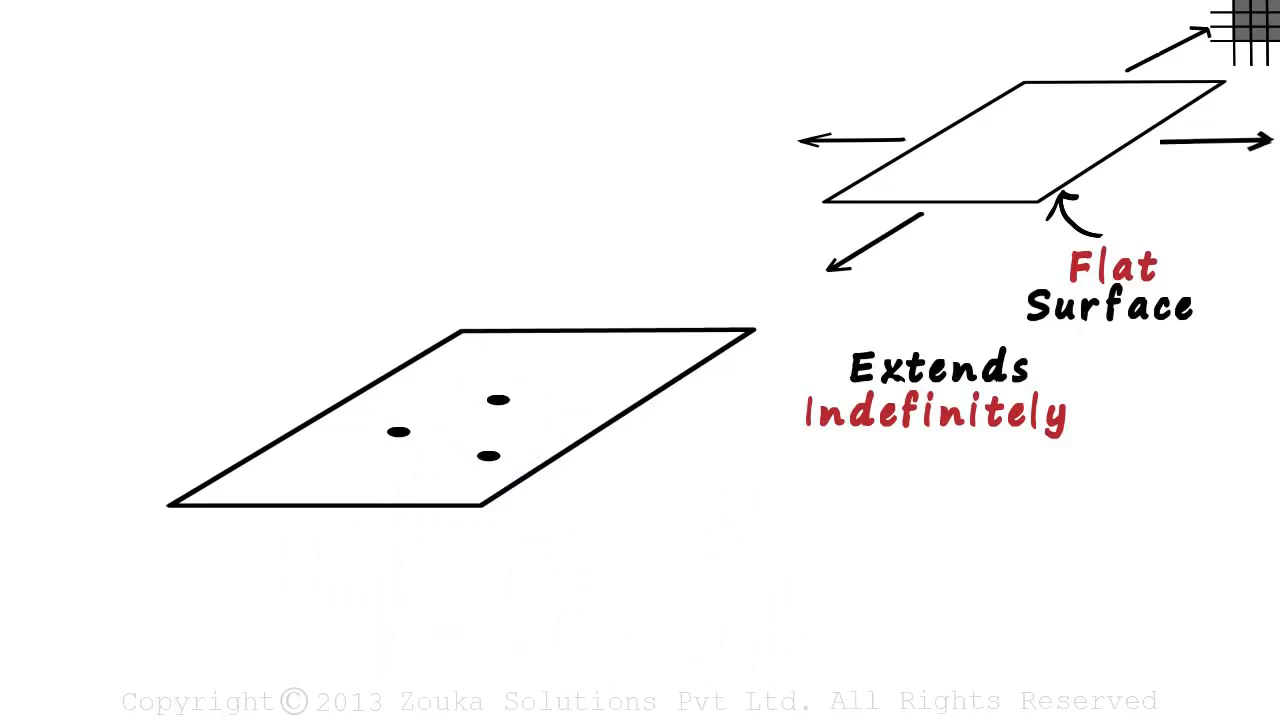 Flat
Surface
Extends
Indefinitely
Copyright © 2013 Zouka Solutions Pvt Ltd. All Rights Reserved